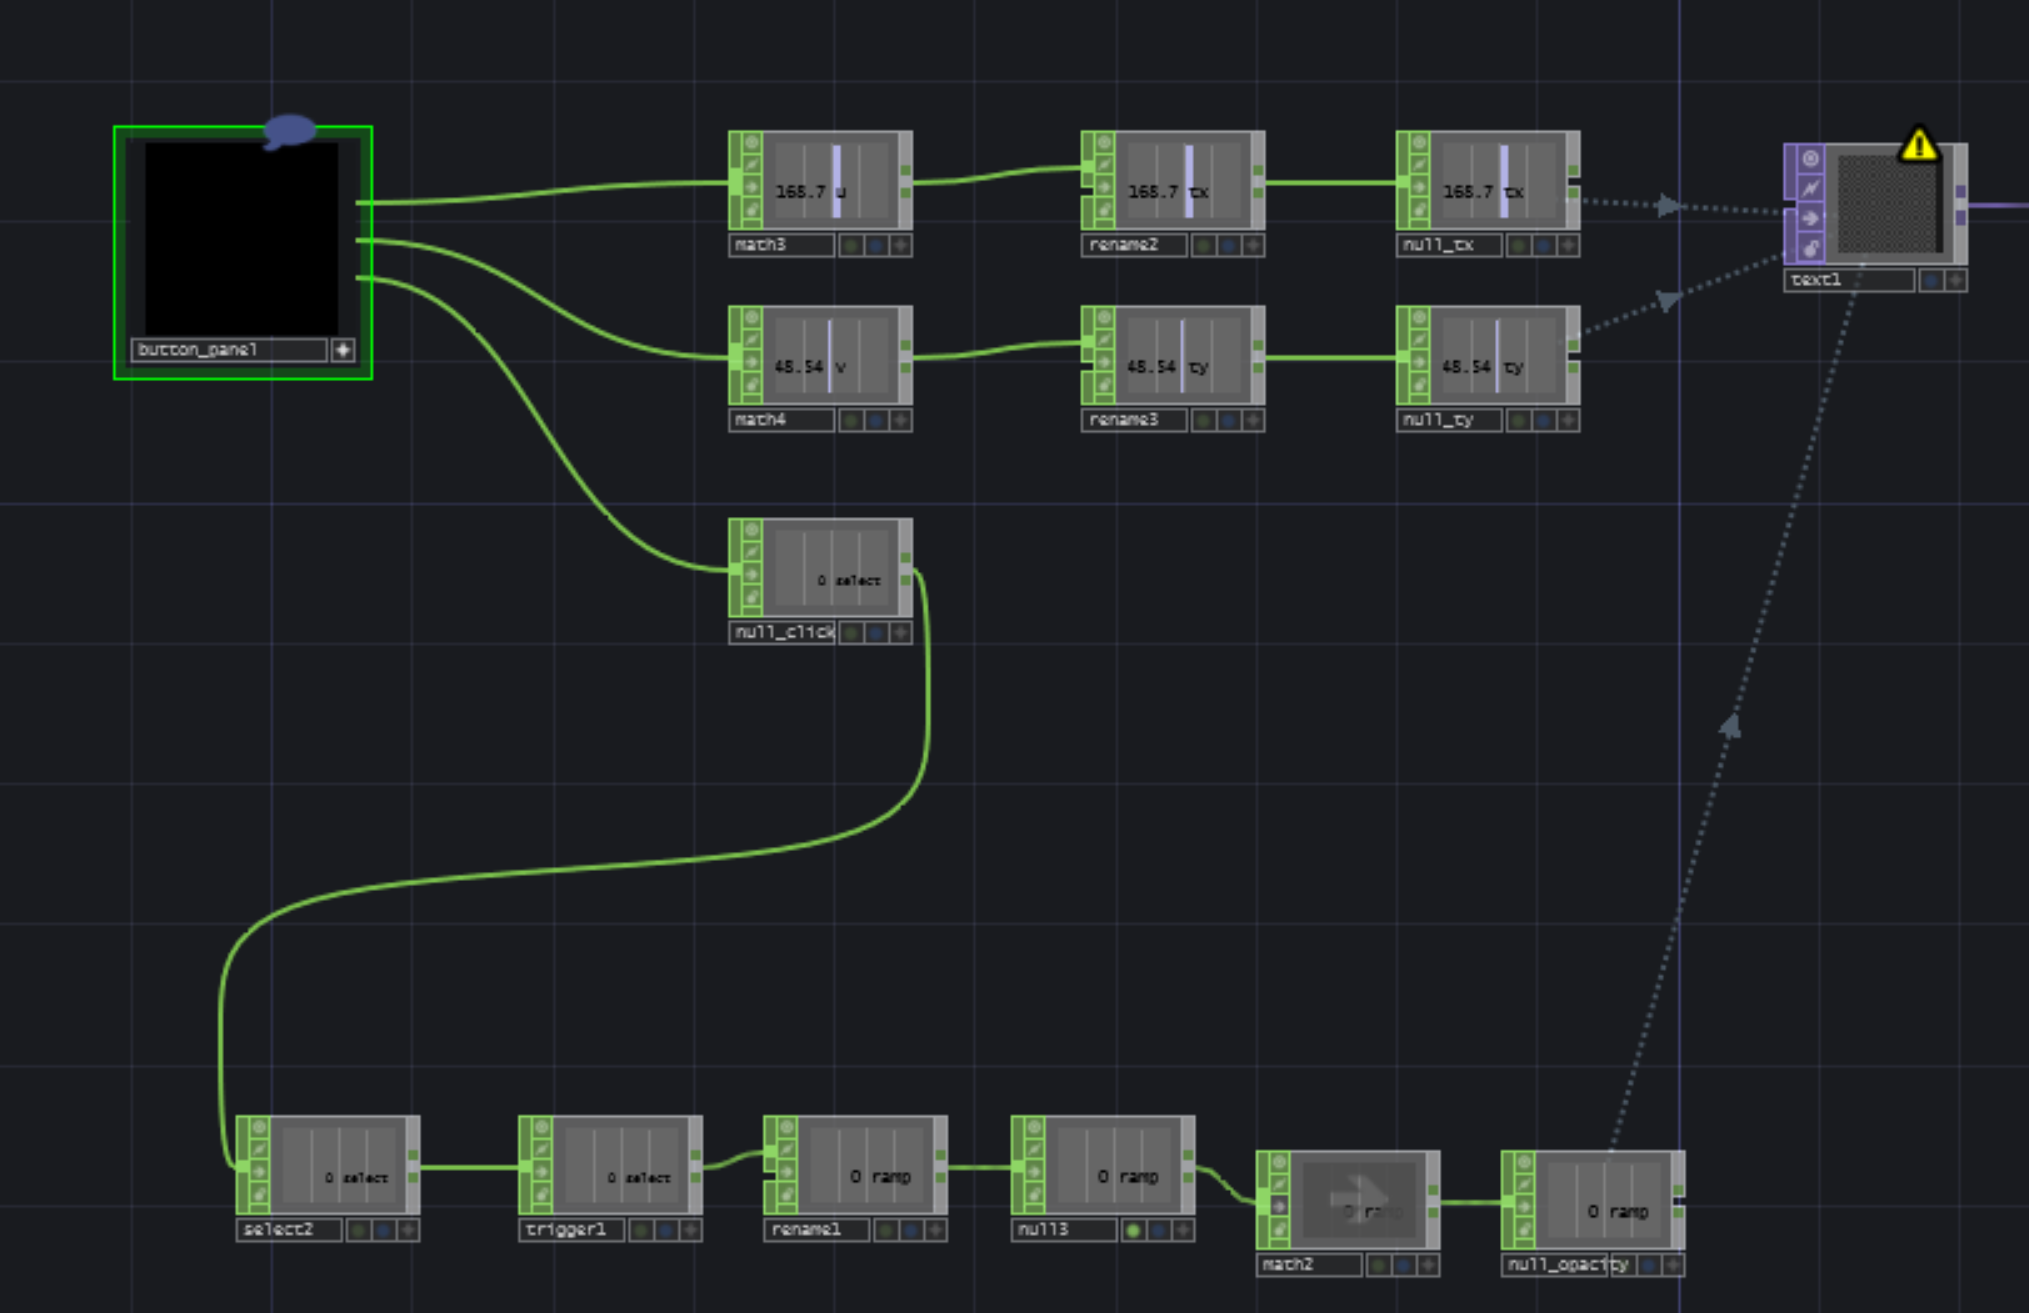 168.7 u
168.7 tx
168.7 tx
math3
rename2
null_tx
text1
button_panel
48.54 v
48.54 ty
48.54 ty
math4
rename3
null_ty
0 select
null_click
0 select
0 select
0 ramp
0 ramp
0 ramp
0 ramp
select2
trigger1
rename1
null3
math2
null_opacity